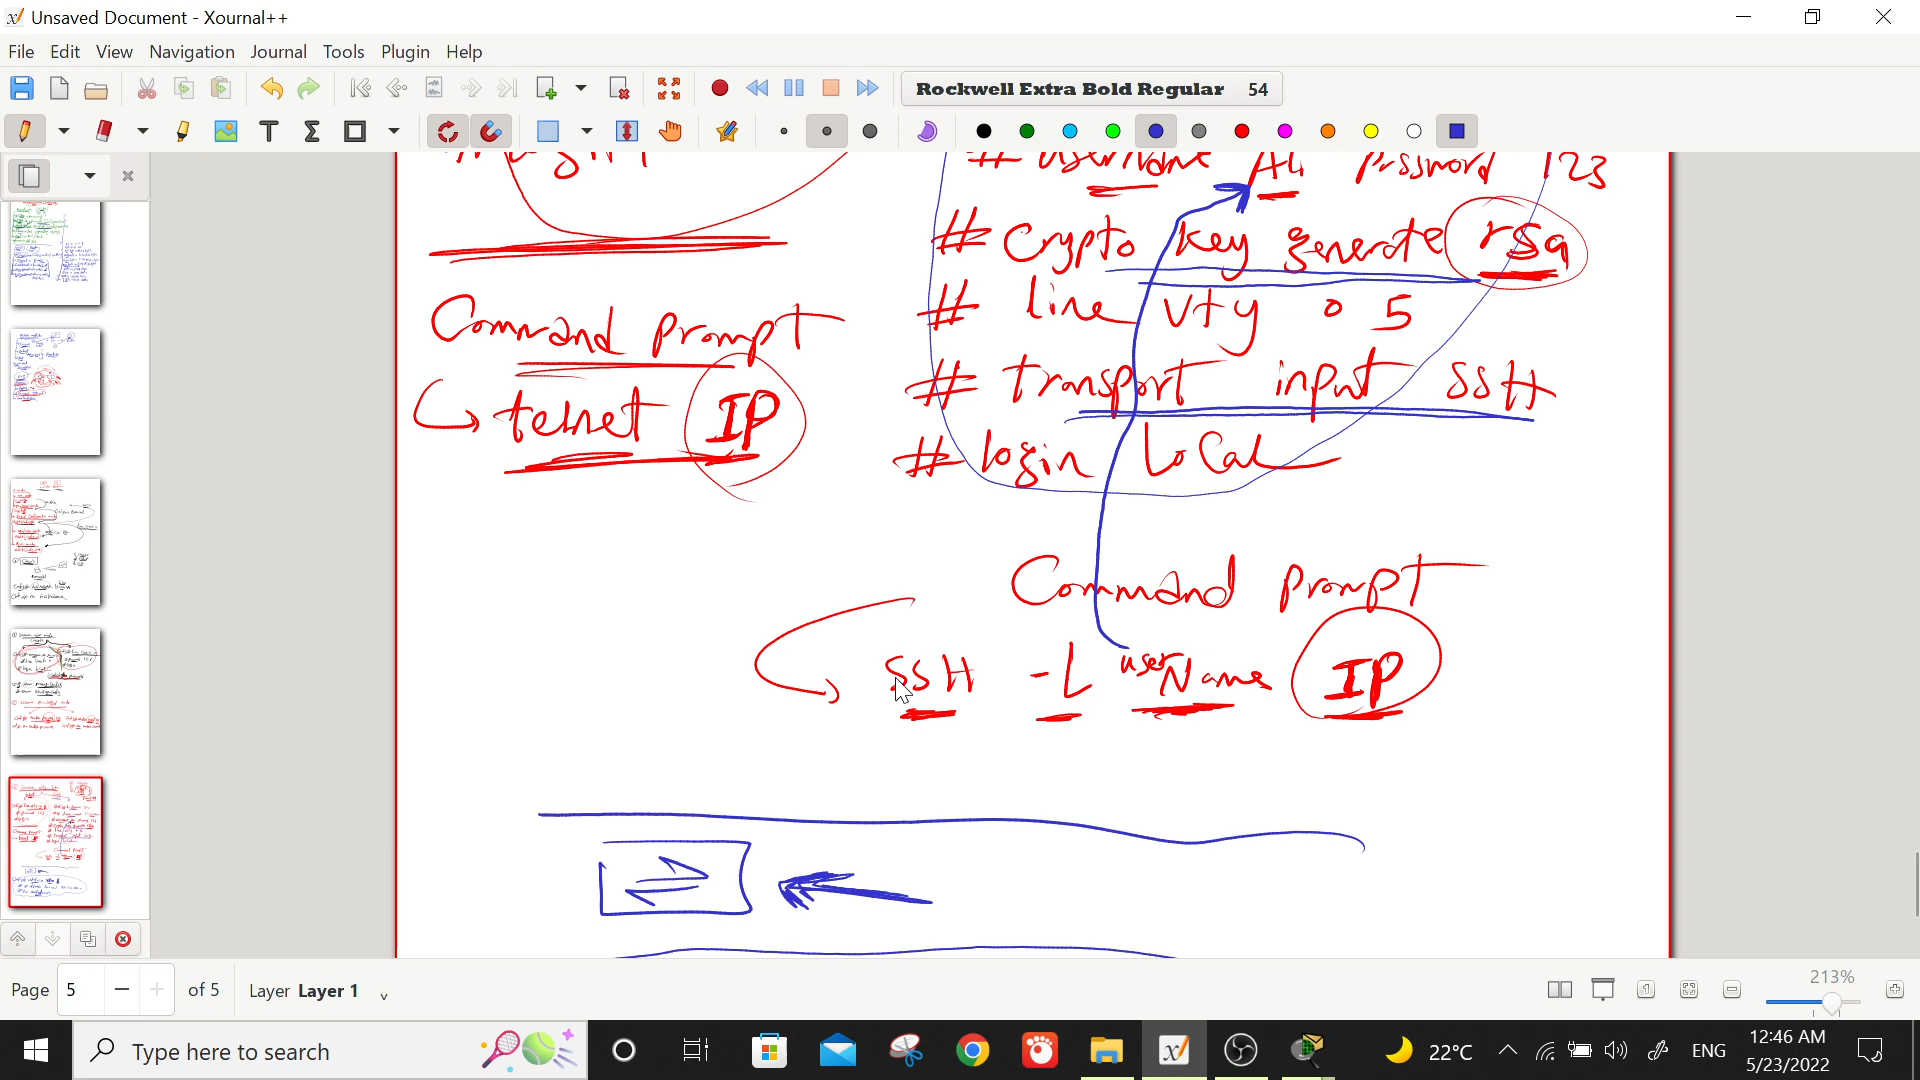 Unsaved Document - Xournal++
File Edit View Navigation Journal Tools Plugin Help
Rockwell Extra Bold Regular 54
# UserName Ali password 123
# Crypto key generate rsa
# line vty 0 5
# transport input SSH
# login local
Command prompt
telnet IP
Command prompt
SSH -L userName IP
Page 5 of 5 Layer Layer 1
213%
Type here to search
22°C
ENG
12:46 AM
5/23/2022